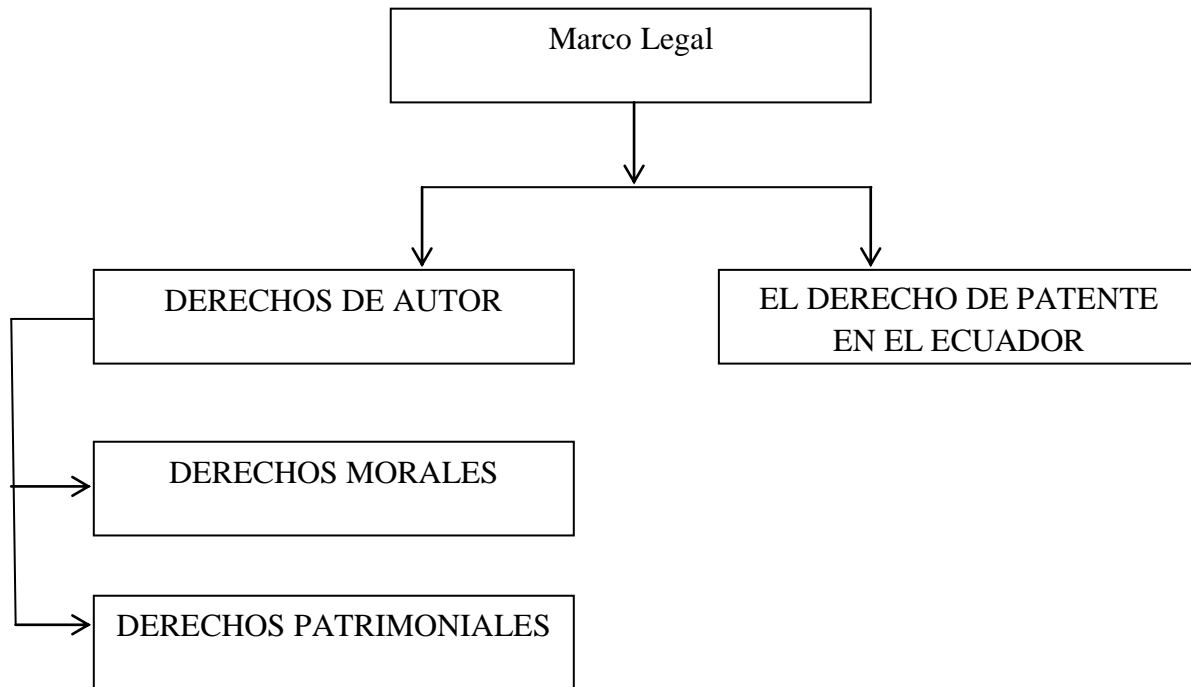 Marco Legal
DERECHOS DE AUTOR
EL DERECHO DE PATENTE
EN EL ECUADOR
DERECHOS MORALES
DERECHOS PATRIMONIALES